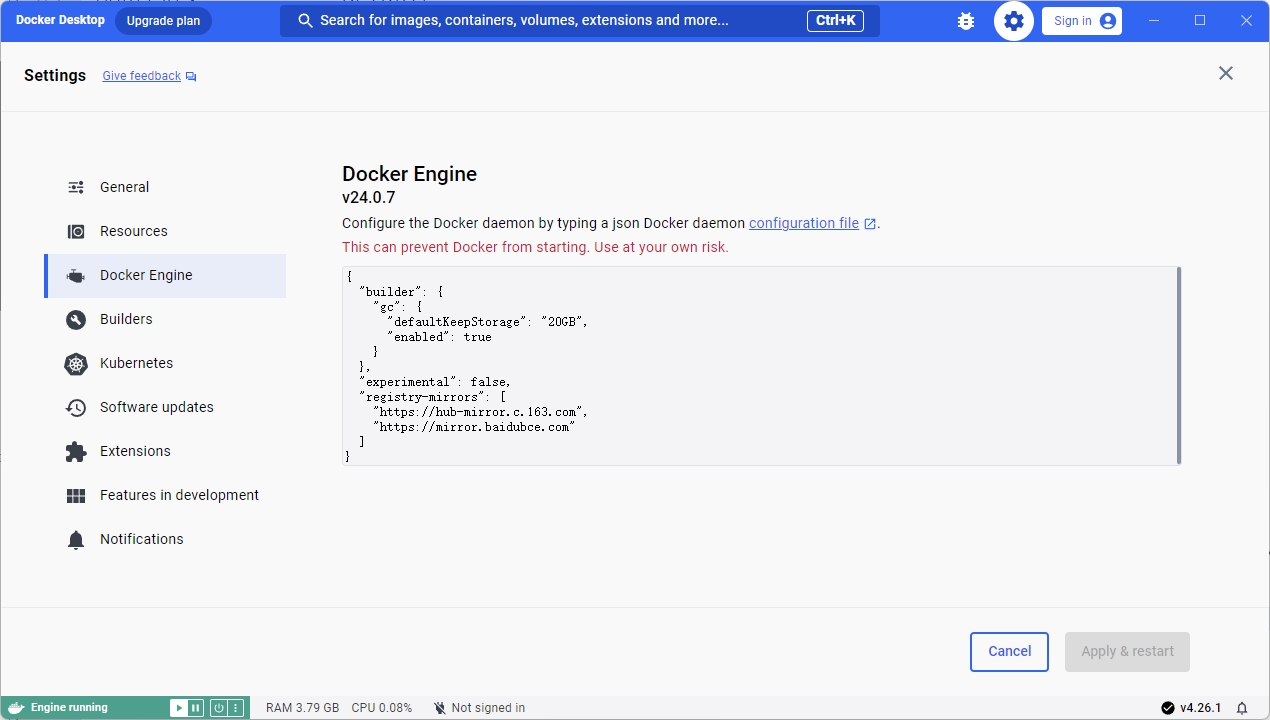 Docker Desktop
Upgrade plan
Search for images, containers, volumes, extensions and more...
Ctrl+K
Sign in
Settings
Give feedback
General
Resources
Docker Engine
Builders
Kubernetes
Software updates
Extensions
Features in development
Notifications
Docker Engine
v24.0.7
Configure the Docker daemon by typing a json Docker daemon configuration file.
This can prevent Docker from starting. Use at your own risk.
{
  "builder": {
    "gc": {
      "defaultKeepStorage": "20GB",
      "enabled": true
    }
  },
  "experimental": false,
  "registry-mirrors": [
    "https://hub-mirror.c.163.com",
    "https://mirror.baidubce.com"
  ]
}
Cancel
Apply & restart
Engine running
RAM 3.79 GB
CPU 0.08%
Not signed in
v4.26.1